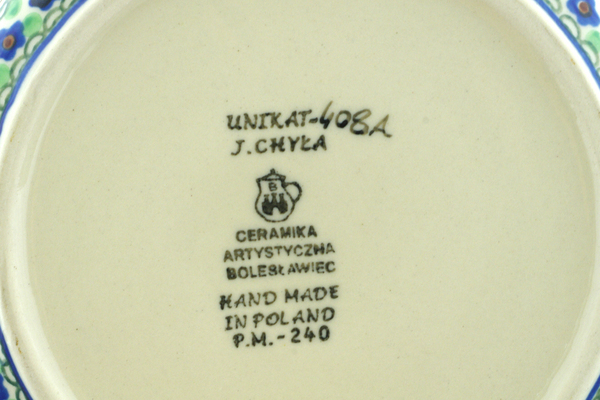 UNIKAT-408A
J. CHYŁA
B
CERAMIKA
ARTYSTYCZNA
BOLESŁAWIEC
HAND MADE
IN POLAND
P.M.-240